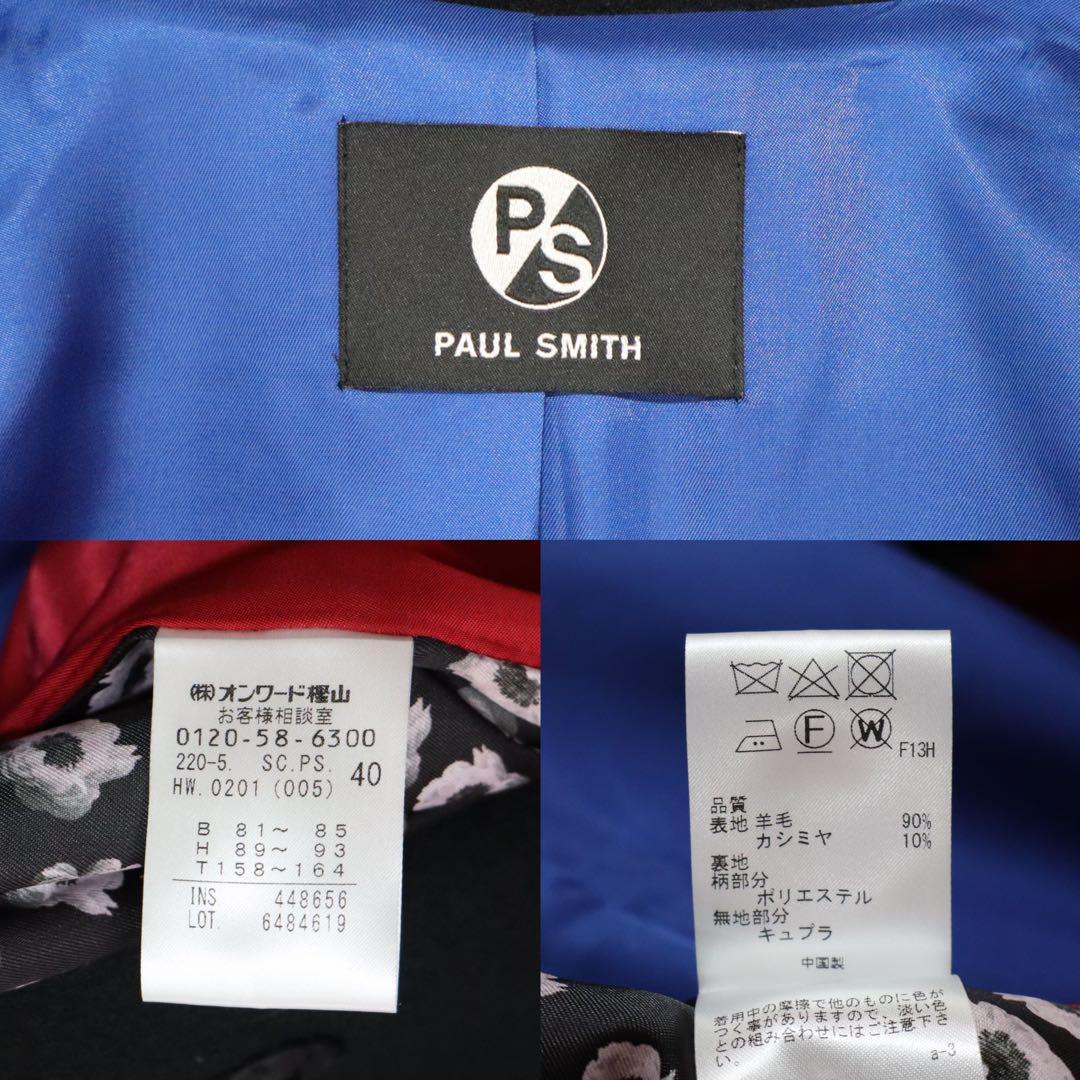 PS
PAUL SMITH
㈱オンワード樫山
お客様相談室
0120-58-6300
220-5. SC.PS. 40
HW.0201 (005)
B 81〜 85
H 89〜 93
T 158〜164
INS 448656
LOT. 6484619
F
W
F13H
品質
表地 羊毛 90%
カシミヤ 10%
裏地
柄部分
ポリエステル
無地部分
キュプラ
中国製
着用中の摩擦で他のものに色が
つく事がありますので、淡い色
との組み合わせにはご注意下さ
い。
a-3